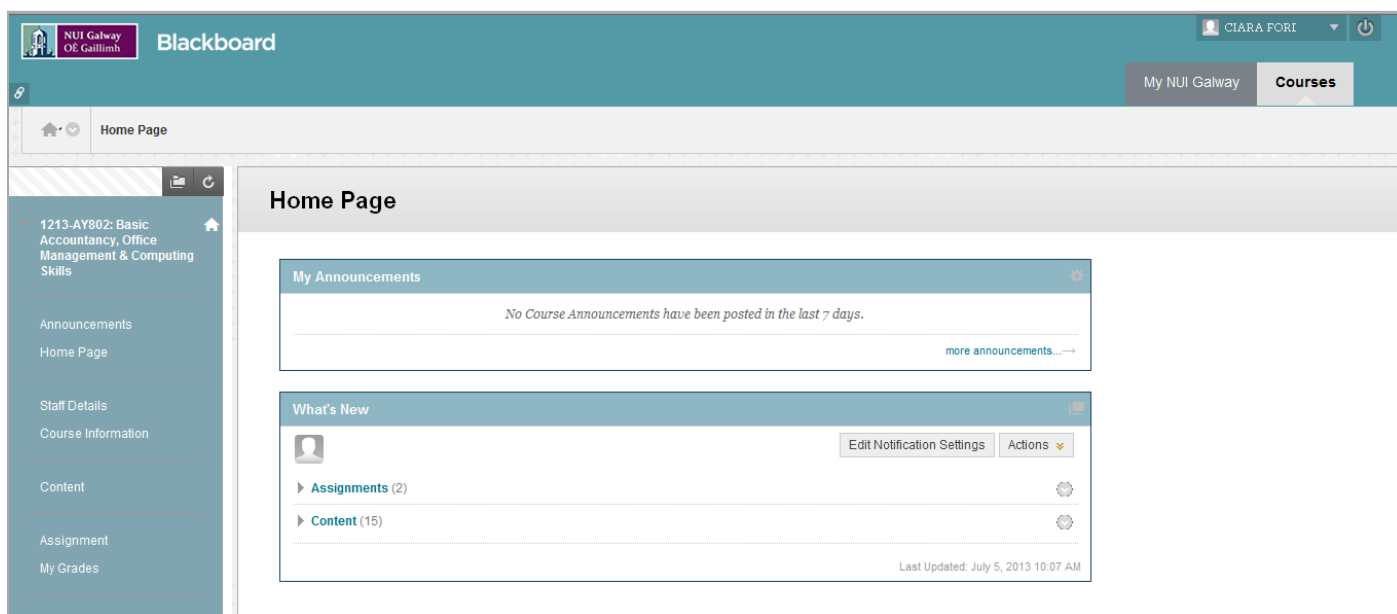 NUI Galway
OÉ Gaillimh
Blackboard
CIARA FORI
My NUI Galway
Courses
Home Page
1213-AY802: Basic
Accountancy, Office
Management & Computing
Skills
Announcements
Home Page
Staff Details
Course Information
Content
Assignment
My Grades
Home Page
My Announcements
No Course Announcements have been posted in the last 7 days.
more announcements...→
What's New
Edit Notification Settings
Actions
Assignments (2)
Content (15)
Last Updated: July 5, 2013 10:07 AM